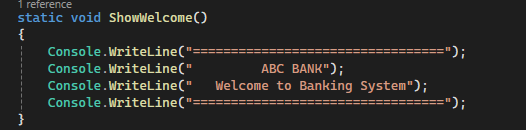 1 reference
static void ShowWelcome()
{
    Console.WriteLine("=================================");
    Console.WriteLine("         ABC BANK");
    Console.WriteLine("   Welcome to Banking System");
    Console.WriteLine("=================================");
}